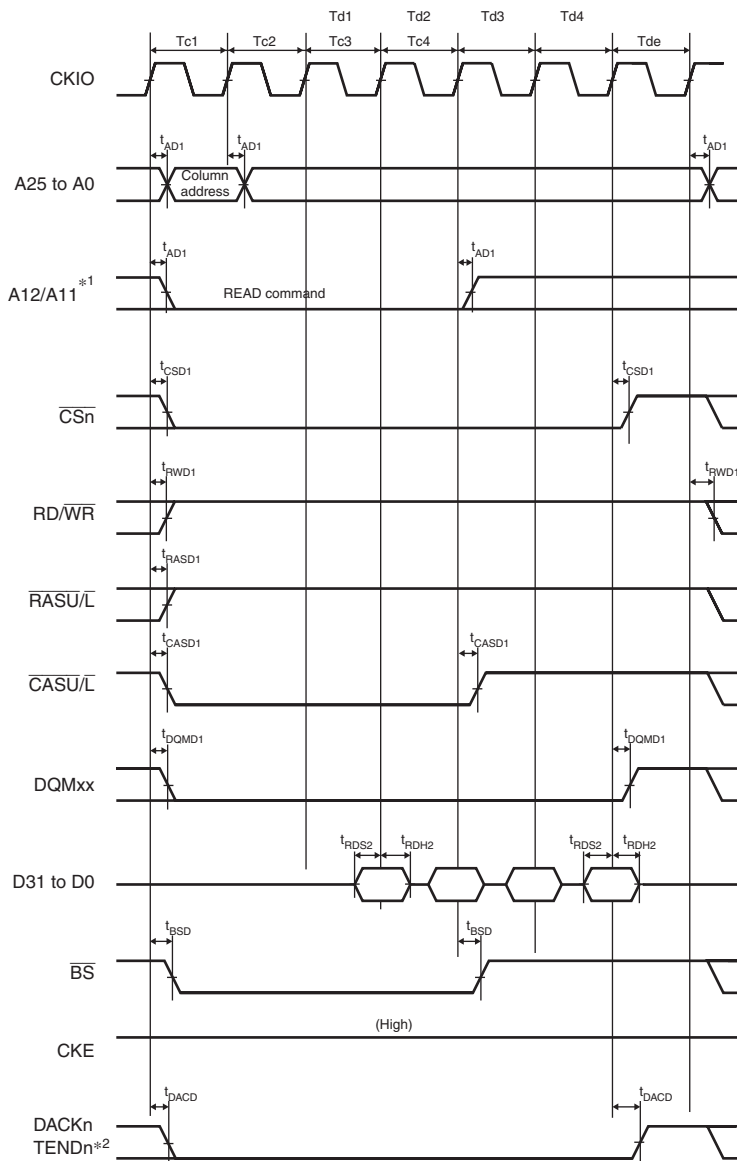 Td1 Td2 Td3 Td4
Tc1 Tc2 Tc3 Tc4 Tde
CKIO
tAD1 tAD1 tAD1
A25 to A0
Column
address
tAD1 tAD1
A12/A11*1
READ command
tCSD1 tCSD1
CSn
tRWD1 tRWD1
RD/WR
tRASD1
RASU/L
tCASD1 tCASD1
CASU/L
tDQMD1 tDQMD1
DQMxx
tRDS2 tRDH2 tRDS2 tRDH2
D31 to D0
tBSD tBSD
BS
(High)
CKE
tDACD tDACD
DACKn
TENDn*2